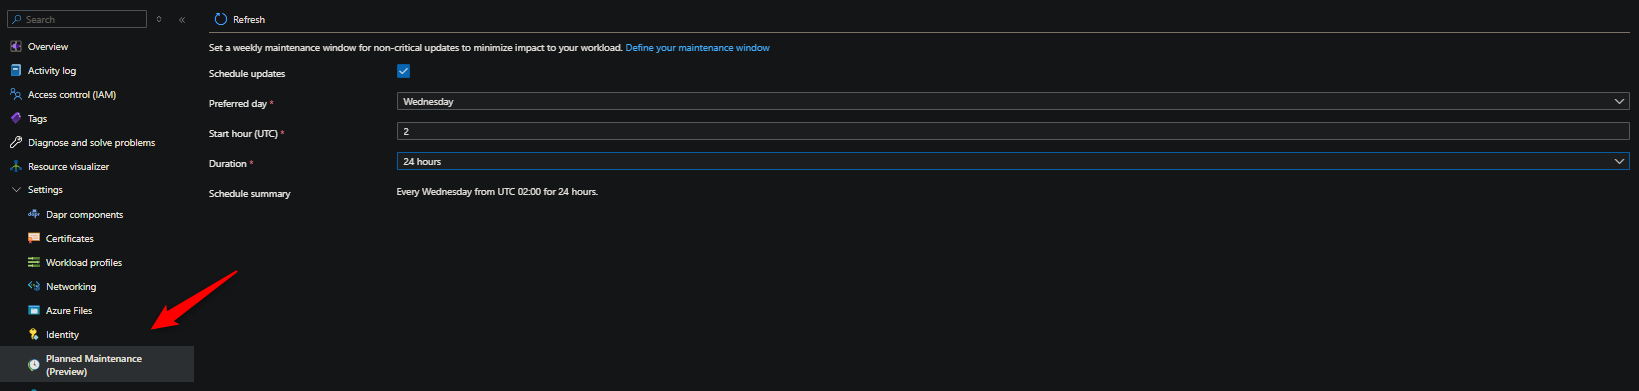 Search
Refresh
Overview
Activity log
Access control (IAM)
Tags
Diagnose and solve problems
Resource visualizer
Settings
Dapr components
Certificates
Workload profiles
Networking
Azure Files
Identity
Planned Maintenance
(Preview)
Set a weekly maintenance window for non-critical updates to minimize impact to your workload. Define your maintenance window
Schedule updates
Preferred day * Wednesday
Start hour (UTC) * 2
Duration * 24 hours
Schedule summary Every Wednesday from UTC 02:00 for 24 hours.